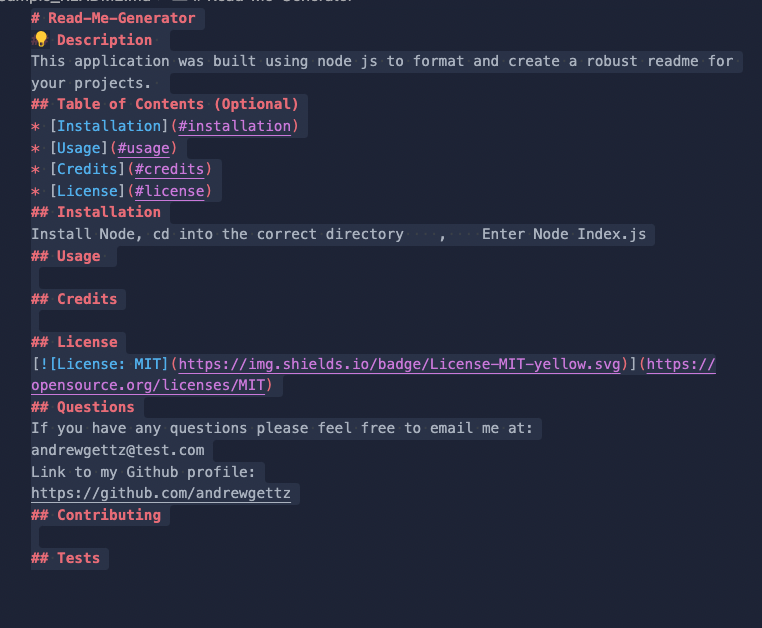 # Read-Me-Generator
# Read-Me-Generator
💡 Description
This application was built using node js to format and create a robust readme for
your projects.
## Table of Contents (Optional)
* [Installation](#installation)
* [Usage](#usage)
* [Credits](#credits)
* [License](#license)
## Installation
Install Node, cd into the correct directory    ,    Enter Node Index.js
## Usage
## Credits
## License
[![License: MIT](https://img.shields.io/badge/License-MIT-yellow.svg)](https://
opensource.org/licenses/MIT)
## Questions
If you have any questions please feel free to email me at:
andrewgettz@test.com
Link to my Github profile:
https://github.com/andrewgettz
## Contributing
## Tests